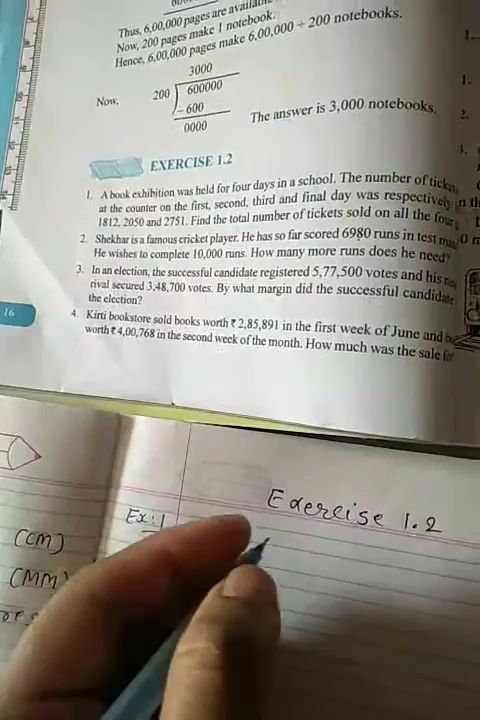 Thus, 6,00,000 pages are
Now, 200 pages make 1 notebook.
Hence, 6,00,000 pages make 6,00,000 ÷ 200 notebooks.
3000
Now, 200 600000
– 600
0000
The answer is 3,000 notebooks.
1.
1.
2.
EXERCISE 1.2
1. A book exhibition was held for four days in a school. The number of
at the counter on the first, second, third and final day was respectively
1812, 2050 and 2751. Find the total number of tickets sold on all the four
2. Shekhar is a famous cricket player. He has so far scored 6980 runs in test
He wishes to complete 10,000 runs. How many more runs does he need?
3. In an election, the successful candidate registered 5,77,500 votes and his
rival secured 3,48,700 votes. By what margin did the successful candidate
the election?
4. Kirti bookstore sold books worth ₹ 2,85,891 in the first week of June and
worth ₹ 4,00,768 in the second week of the month. How much was the sale
16
Exercise 1.2
Ex:1
(CM)
(MM)